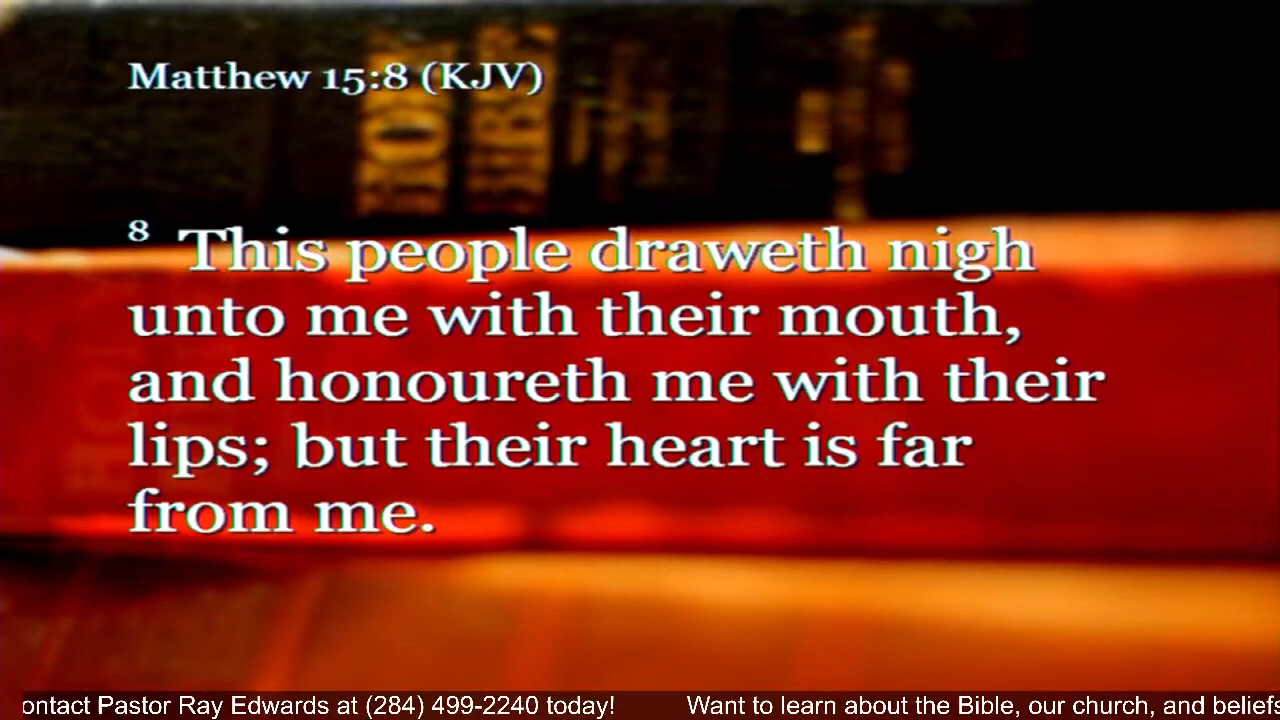 Matthew 15:8 (KJV)
8 This people draweth nigh
unto me with their mouth,
and honoureth me with their
lips; but their heart is far
from me.
ontact Pastor Ray Edwards at (284) 499-2240 today! Want to learn about the Bible, our church, and beliefs